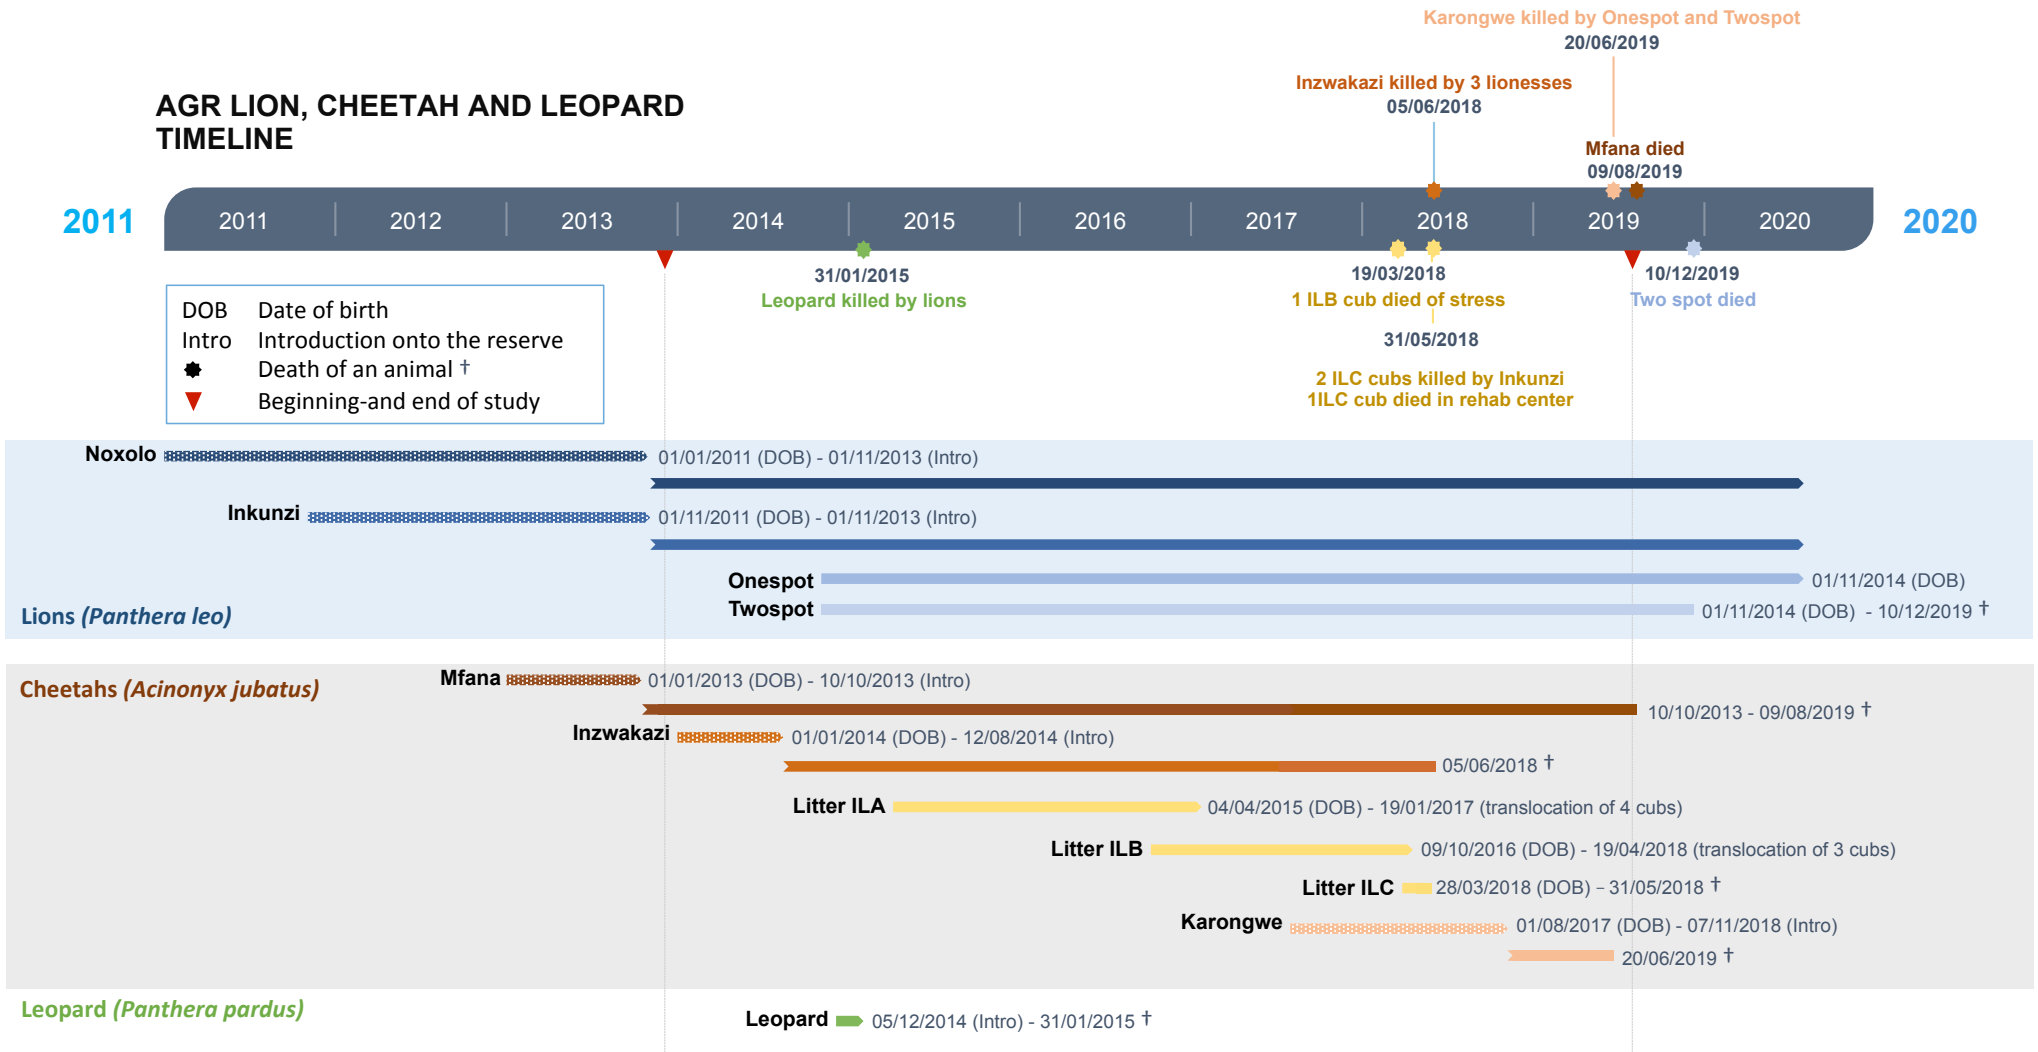 Karongwe killed by Onespot and Twospot
20/06/2019
Inzwakazi killed by 3 lionesses
05/06/2018
AGR LION, CHEETAH AND LEOPARD
TIMELINE
Mfana died
09/08/2019
2011 2011 2012 2013 2014 2015 2016 2017 2018 2019 2020 2020
31/01/2015
Leopard killed by lions
19/03/2018
1 ILB cub died of stress
31/05/2018
2 ILC cubs killed by Inkunzi
1ILC cub died in rehab center
10/12/2019
Two spot died
DOB Date of birth
Intro Introduction onto the reserve
Death of an animal †
Beginning-and end of study
Noxolo 01/01/2011 (DOB) - 01/11/2013 (Intro)
Inkunzi 01/11/2011 (DOB) - 01/11/2013 (Intro)
Onespot 01/11/2014 (DOB)
Twospot 01/11/2014 (DOB) - 10/12/2019 †
Lions (Panthera leo)
Cheetahs (Acinonyx jubatus)
Mfana 01/01/2013 (DOB) - 10/10/2013 (Intro)
10/10/2013 - 09/08/2019 †
Inzwakazi 01/01/2014 (DOB) - 12/08/2014 (Intro)
05/06/2018 †
Litter ILA 04/04/2015 (DOB) - 19/01/2017 (translocation of 4 cubs)
Litter ILB 09/10/2016 (DOB) - 19/04/2018 (translocation of 3 cubs)
Litter ILC 28/03/2018 (DOB) - 31/05/2018 †
Karongwe 01/08/2017 (DOB) - 07/11/2018 (Intro)
20/06/2019 †
Leopard (Panthera pardus)
Leopard 05/12/2014 (Intro) - 31/01/2015 †